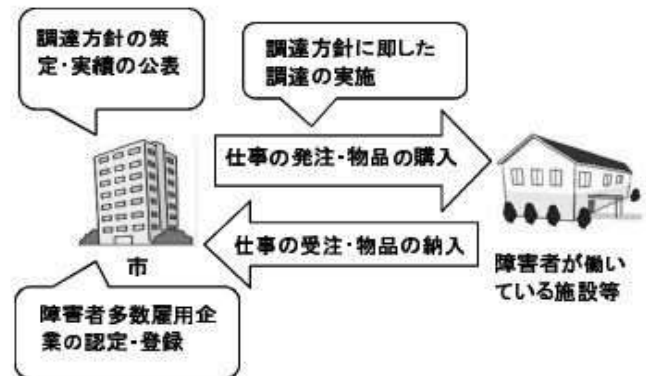 調達方針の策
定・実績の公表
調達方針に即した
調達の実施
仕事の発注・物品の購入
仕事の受注・物品の納入
市
障害者が働い
ている施設等
障害者多数雇用企
業の認定・登録